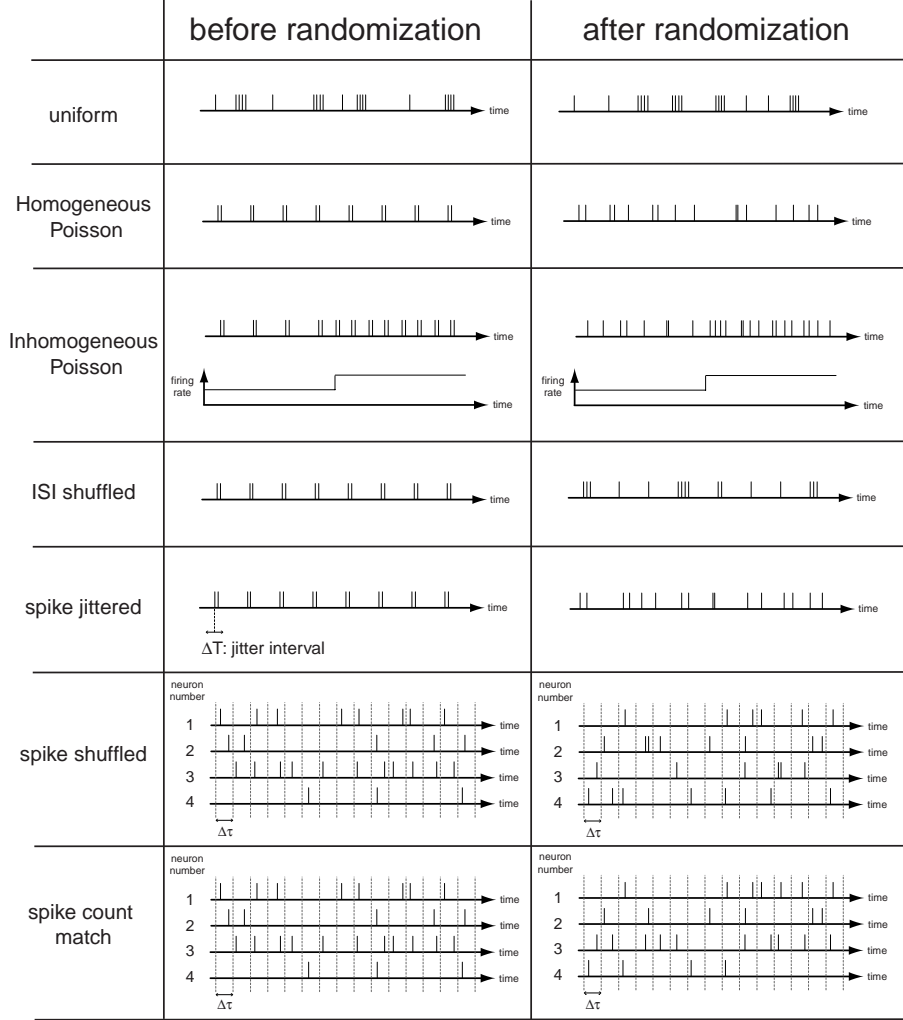 before randomization
after randomization
uniform
time
time
Homogeneous
Poisson
time
time
Inhomogeneous
Poisson
time
firing
rate
time
time
firing
rate
time
ISI shuffled
time
time
spike jittered
time
ΔT: jitter interval
time
spike shuffled
neuron
number
1
time
2
time
3
time
4
time
Δτ
neuron
number
1
time
2
time
3
time
4
time
Δτ
spike count
match
neuron
number
1
time
2
time
3
time
4
time
Δτ
neuron
number
1
time
2
time
3
time
4
time
Δτ